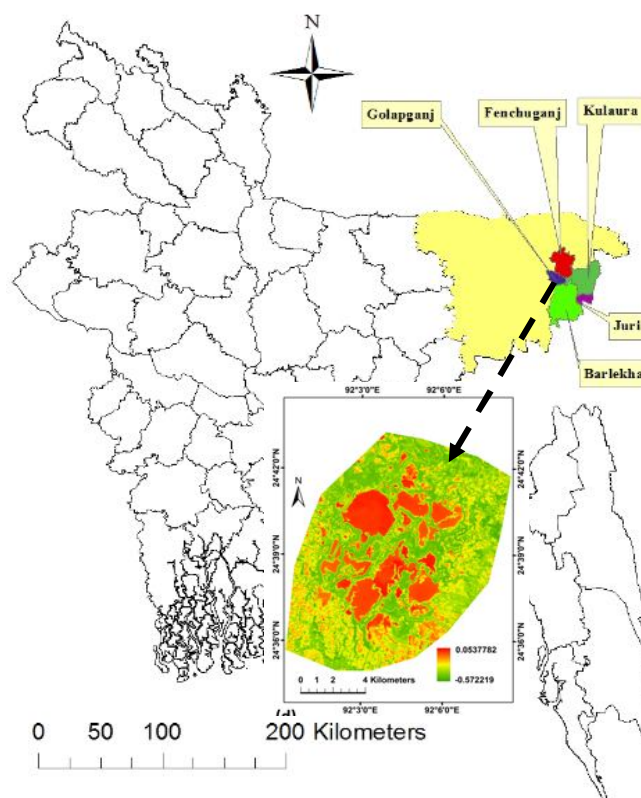 N
Golapganj
Fenchuganj
Kulaura
Juri
Barlekha
92°3'0"E 92°6'0"E
24°42'0"N 24°42'0"N
N
24°39'0"N 24°39'0"N
24°36'0"N 24°36'0"N
0.0537782
-0.572219
0 1 2 4 Kilometers
92°3'0"E 92°6'0"E
0 50 100 200 Kilometers